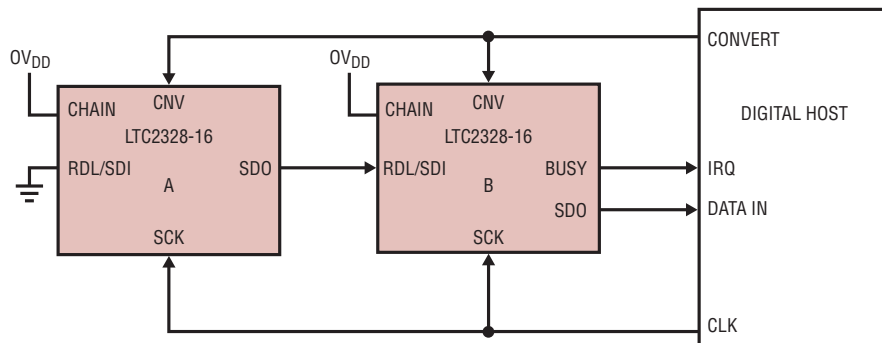 CONVERT
OVDD
OVDD
CHAIN
CNV
CHAIN
CNV
LTC2328-16
LTC2328-16
DIGITAL HOST
RDL/SDI
SDO
RDL/SDI
BUSY
IRQ
A
B
SDO
DATA IN
SCK
SCK
CLK